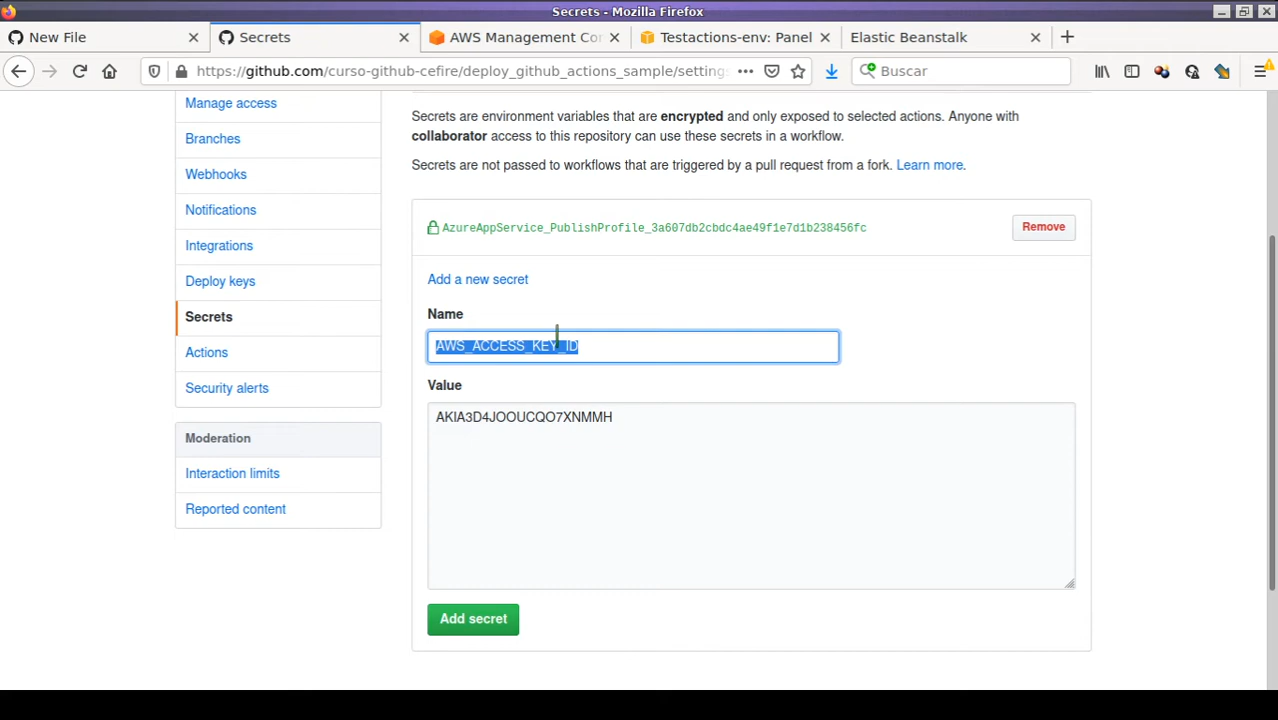 Secrets - Mozilla Firefox
New File
Secrets
AWS Management Con
Testactions-env: Panel
Elastic Beanstalk
https://github.com/curso-github-cefire/deploy_github_actions_sample/settings
Buscar
Manage access
Branches
Webhooks
Notifications
Integrations
Deploy keys
Secrets
Actions
Security alerts
Moderation
Interaction limits
Reported content
Secrets are environment variables that are encrypted and only exposed to selected actions. Anyone with
collaborator access to this repository can use these secrets in a workflow.
Secrets are not passed to workflows that are triggered by a pull request from a fork. Learn more.
AzureAppService_PublishProfile_3a607db2cbdc4ae49f1e7d1b238456fc
Remove
Add a new secret
Name
AWS_ACCESS_KEY_ID
Value
AKIA3D4JOOUCQO7XNMMH
Add secret